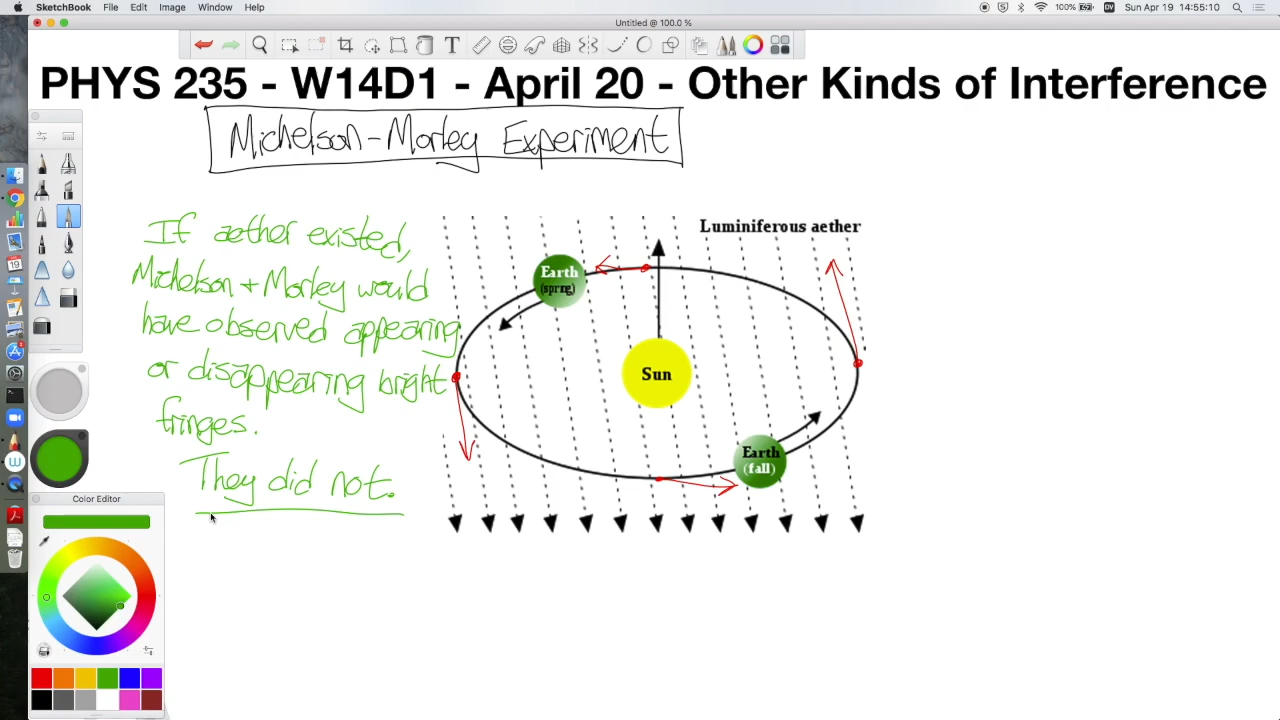 SketchBook File Edit Image Window Help
100% Sun Apr 19 14:55:10
Untitled @ 100.0 %
PHYS 235 - W14D1 - April 20 - Other Kinds of Interference
Michelson-Morley Experiment
If aether existed,
Michelson + Morley would
have observed appearing
or disappearing bright
fringes.
They did not.
Luminiferous aether
Earth
(spring)
Sun
Earth
(fall)
Color Editor